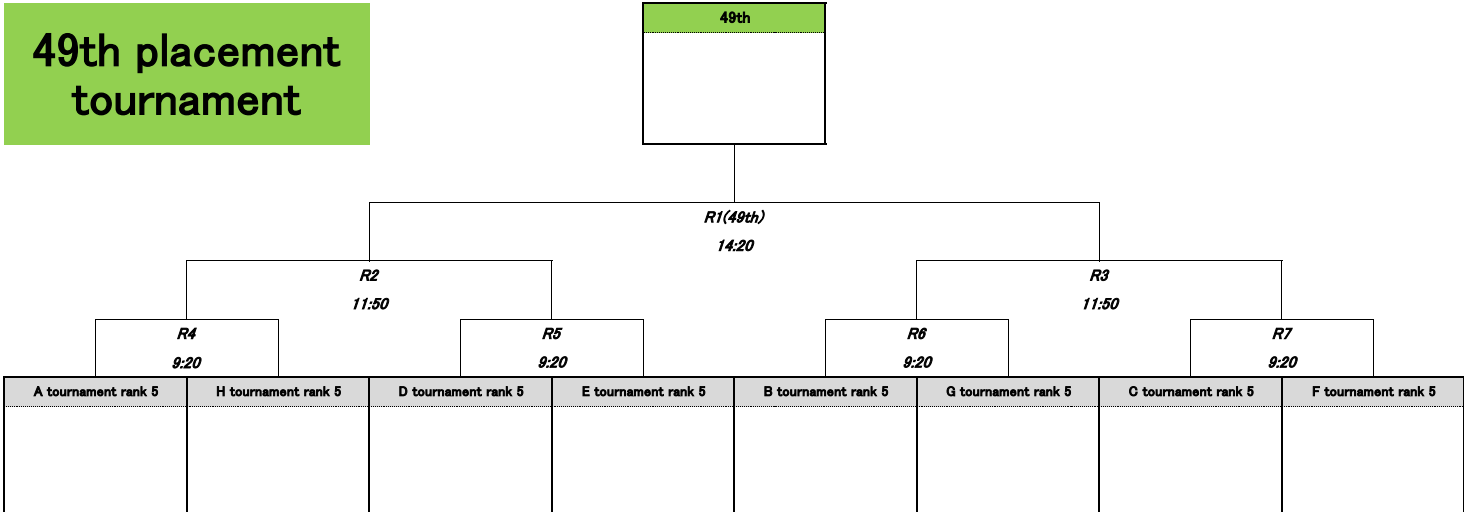 49th placement
tournament
49th
R1(49th)
14:20
R2
11:50
R3
11:50
R4
9:20
R5
9:20
R6
9:20
R7
9:20
A tournament rank 5
H tournament rank 5
D tournament rank 5
E tournament rank 5
B tournament rank 5
G tournament rank 5
C tournament rank 5
F tournament rank 5